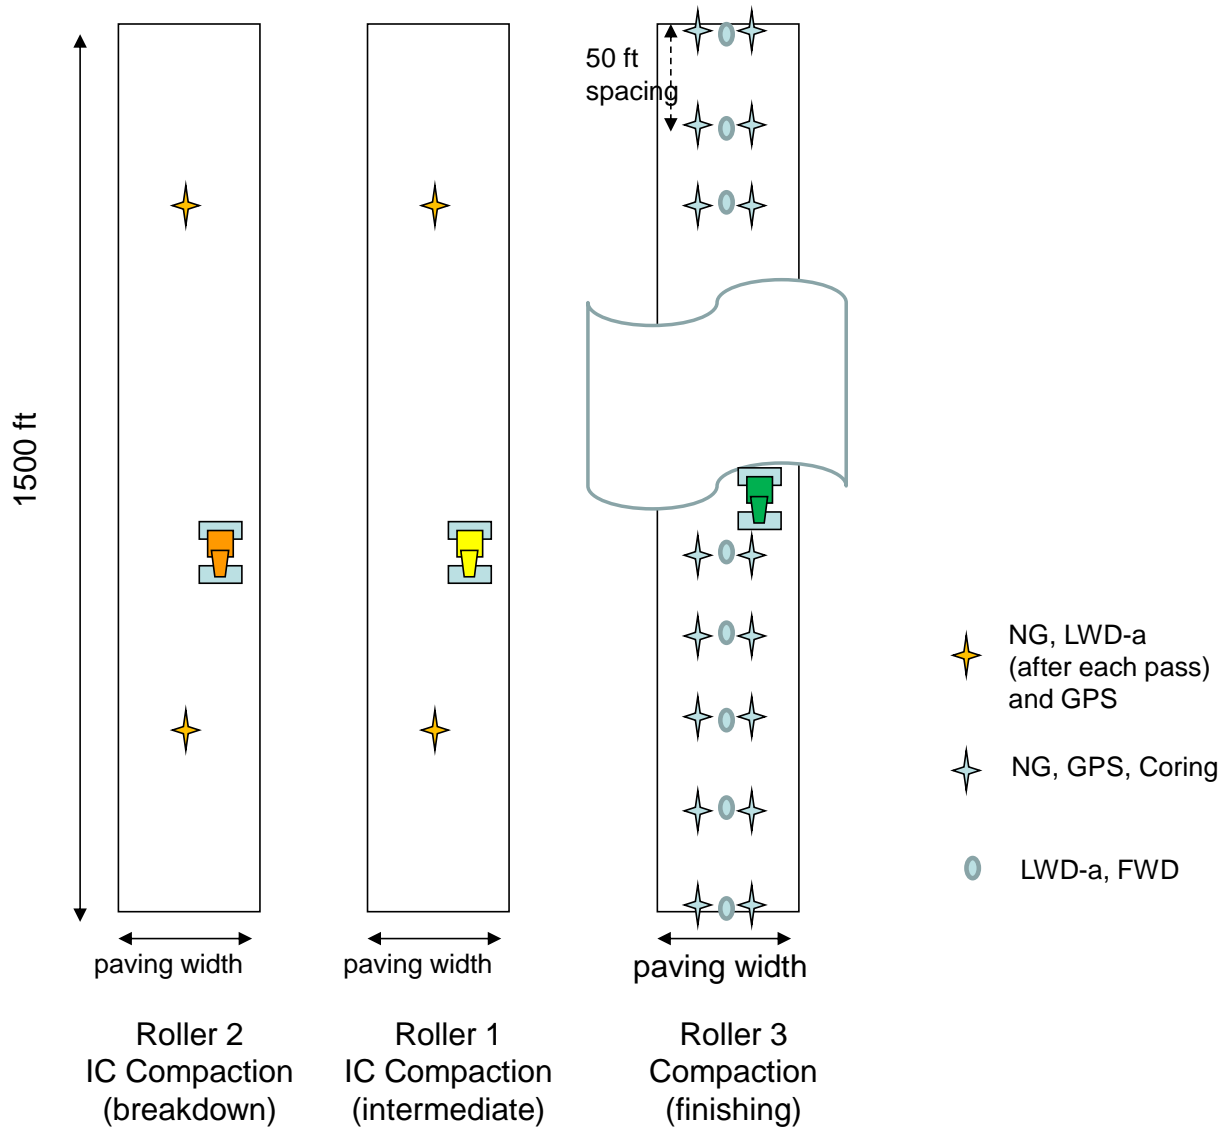 50 ft
spacing
1500 ft
NG, LWD-a
(after each pass)
and GPS
NG, GPS, Coring
LWD-a, FWD
paving width
paving width
paving width
Roller 2
IC Compaction
(breakdown)
Roller 1
IC Compaction
(intermediate)
Roller 3
Compaction
(finishing)